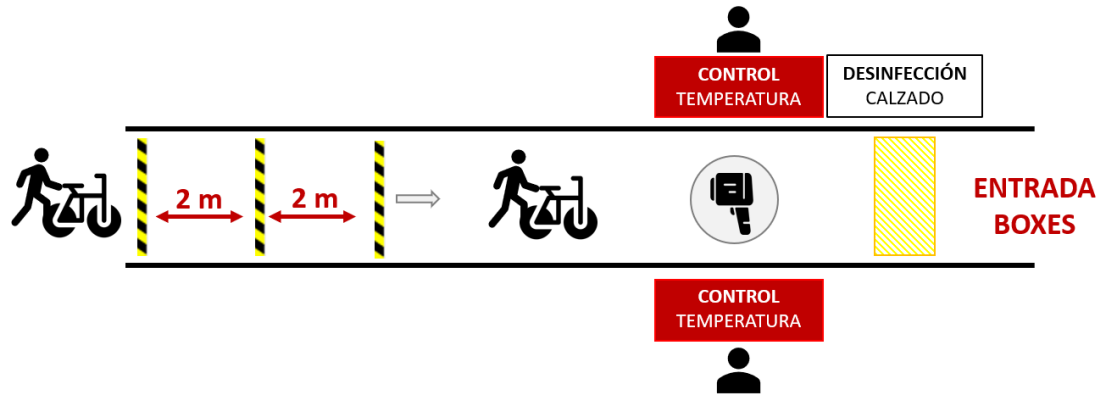 CONTROL
TEMPERATURA
DESINFECCIÓN
CALZADO
2 m
2 m
ENTRADA
BOXES
CONTROL
TEMPERATURA